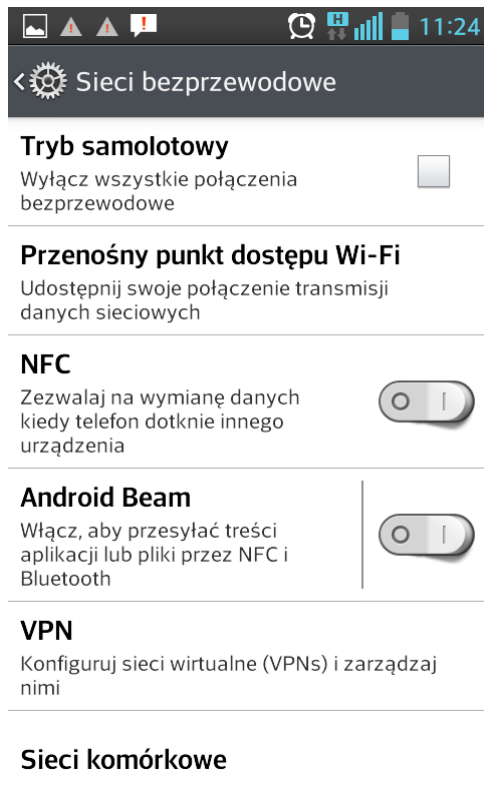 H 11:24
Sieci bezprzewodowe
Tryb samolotowy
Wyłącz wszystkie połączenia
bezprzewodowe
Przenośny punkt dostępu Wi-Fi
Udostępnij swoje połączenie transmisji
danych sieciowych
NFC
Zezwalaj na wymianę danych
kiedy telefon dotknie innego
urządzenia
Android Beam
Włącz, aby przesyłać treści
aplikacji lub pliki przez NFC i
Bluetooth
VPN
Konfiguruj sieci wirtualne (VPNs) i zarządzaj
nimi
Sieci komórkowe